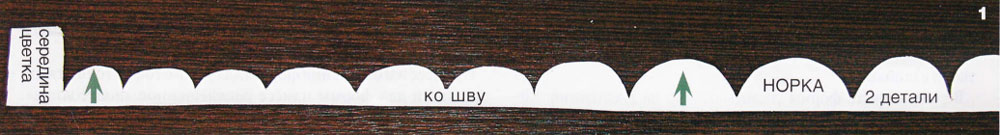 1
середина
цветка
ко шву
НОРКА
2 детали